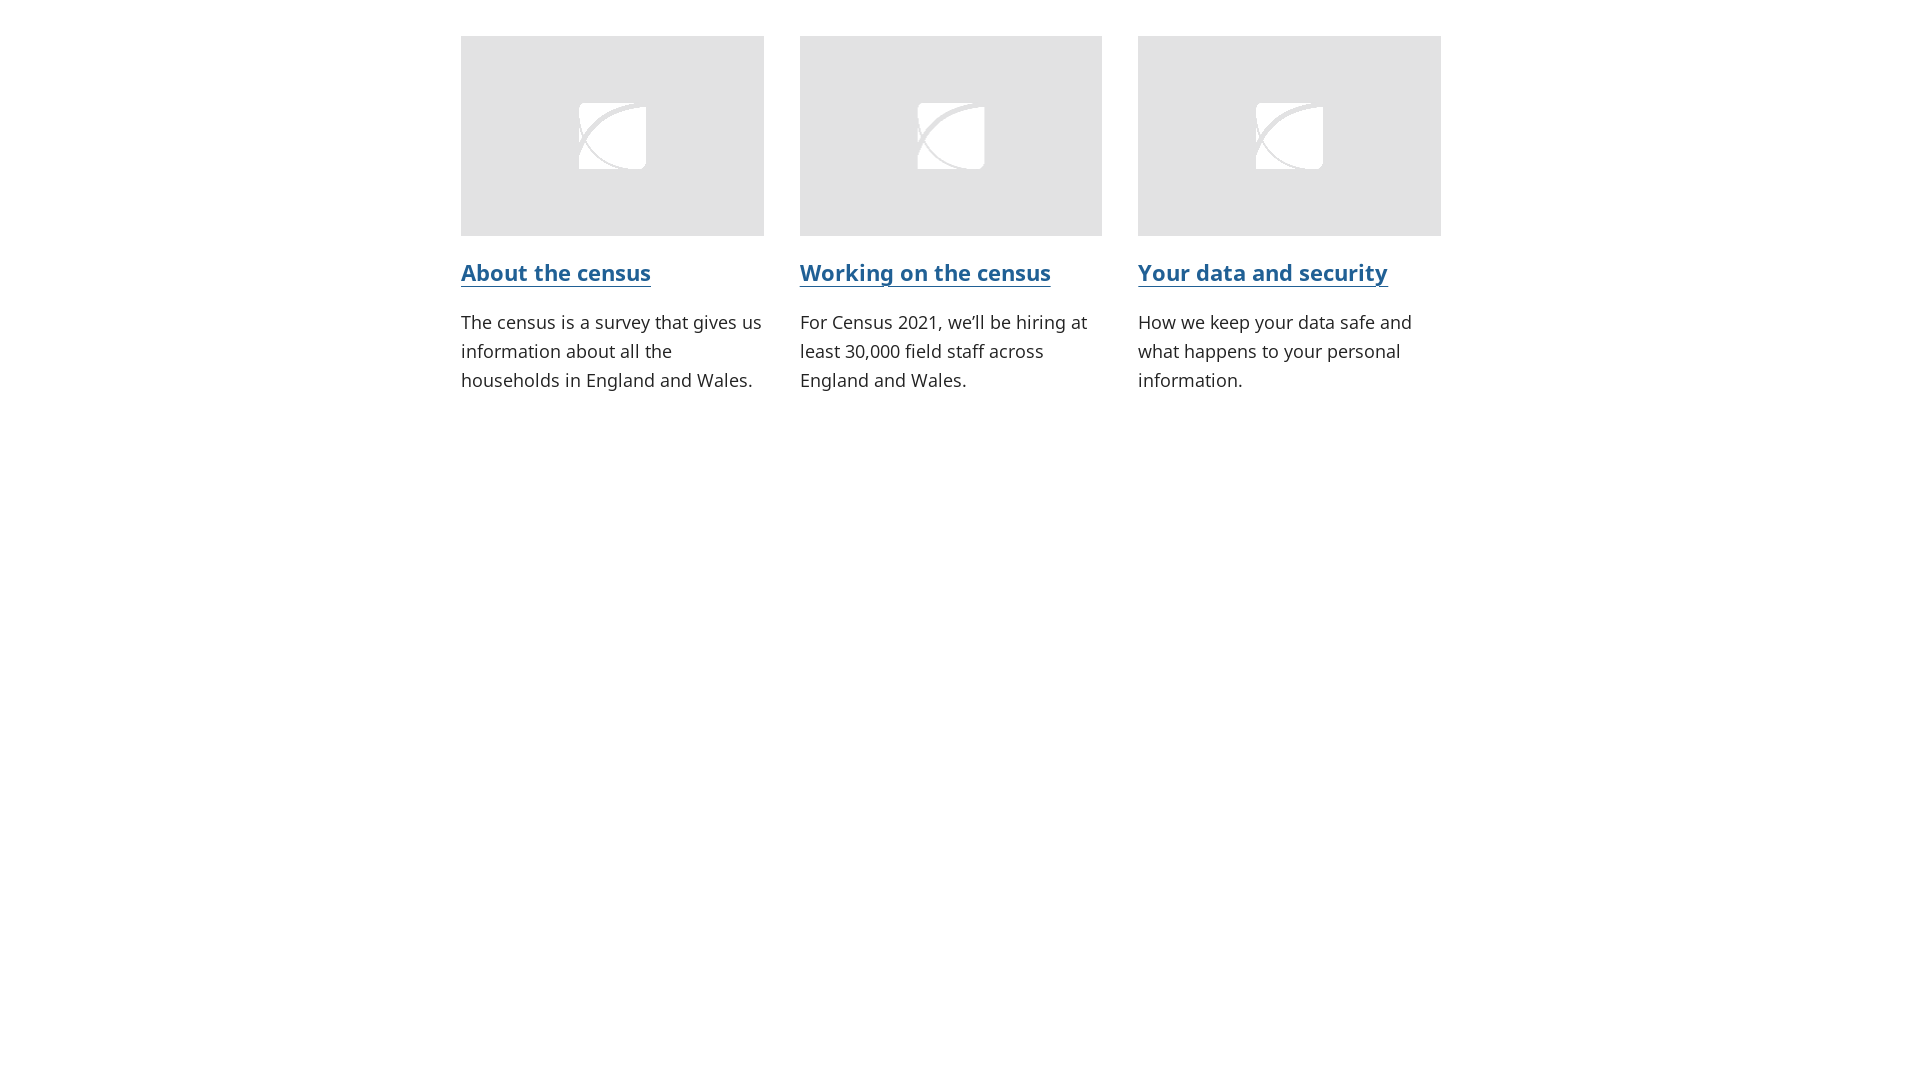 About the census
The census is a survey that gives us
information about all the
households in England and Wales.
Working on the census
For Census 2021, we’ll be hiring at
least 30,000 field staff across
England and Wales.
Your data and security
How we keep your data safe and
what happens to your personal
information.